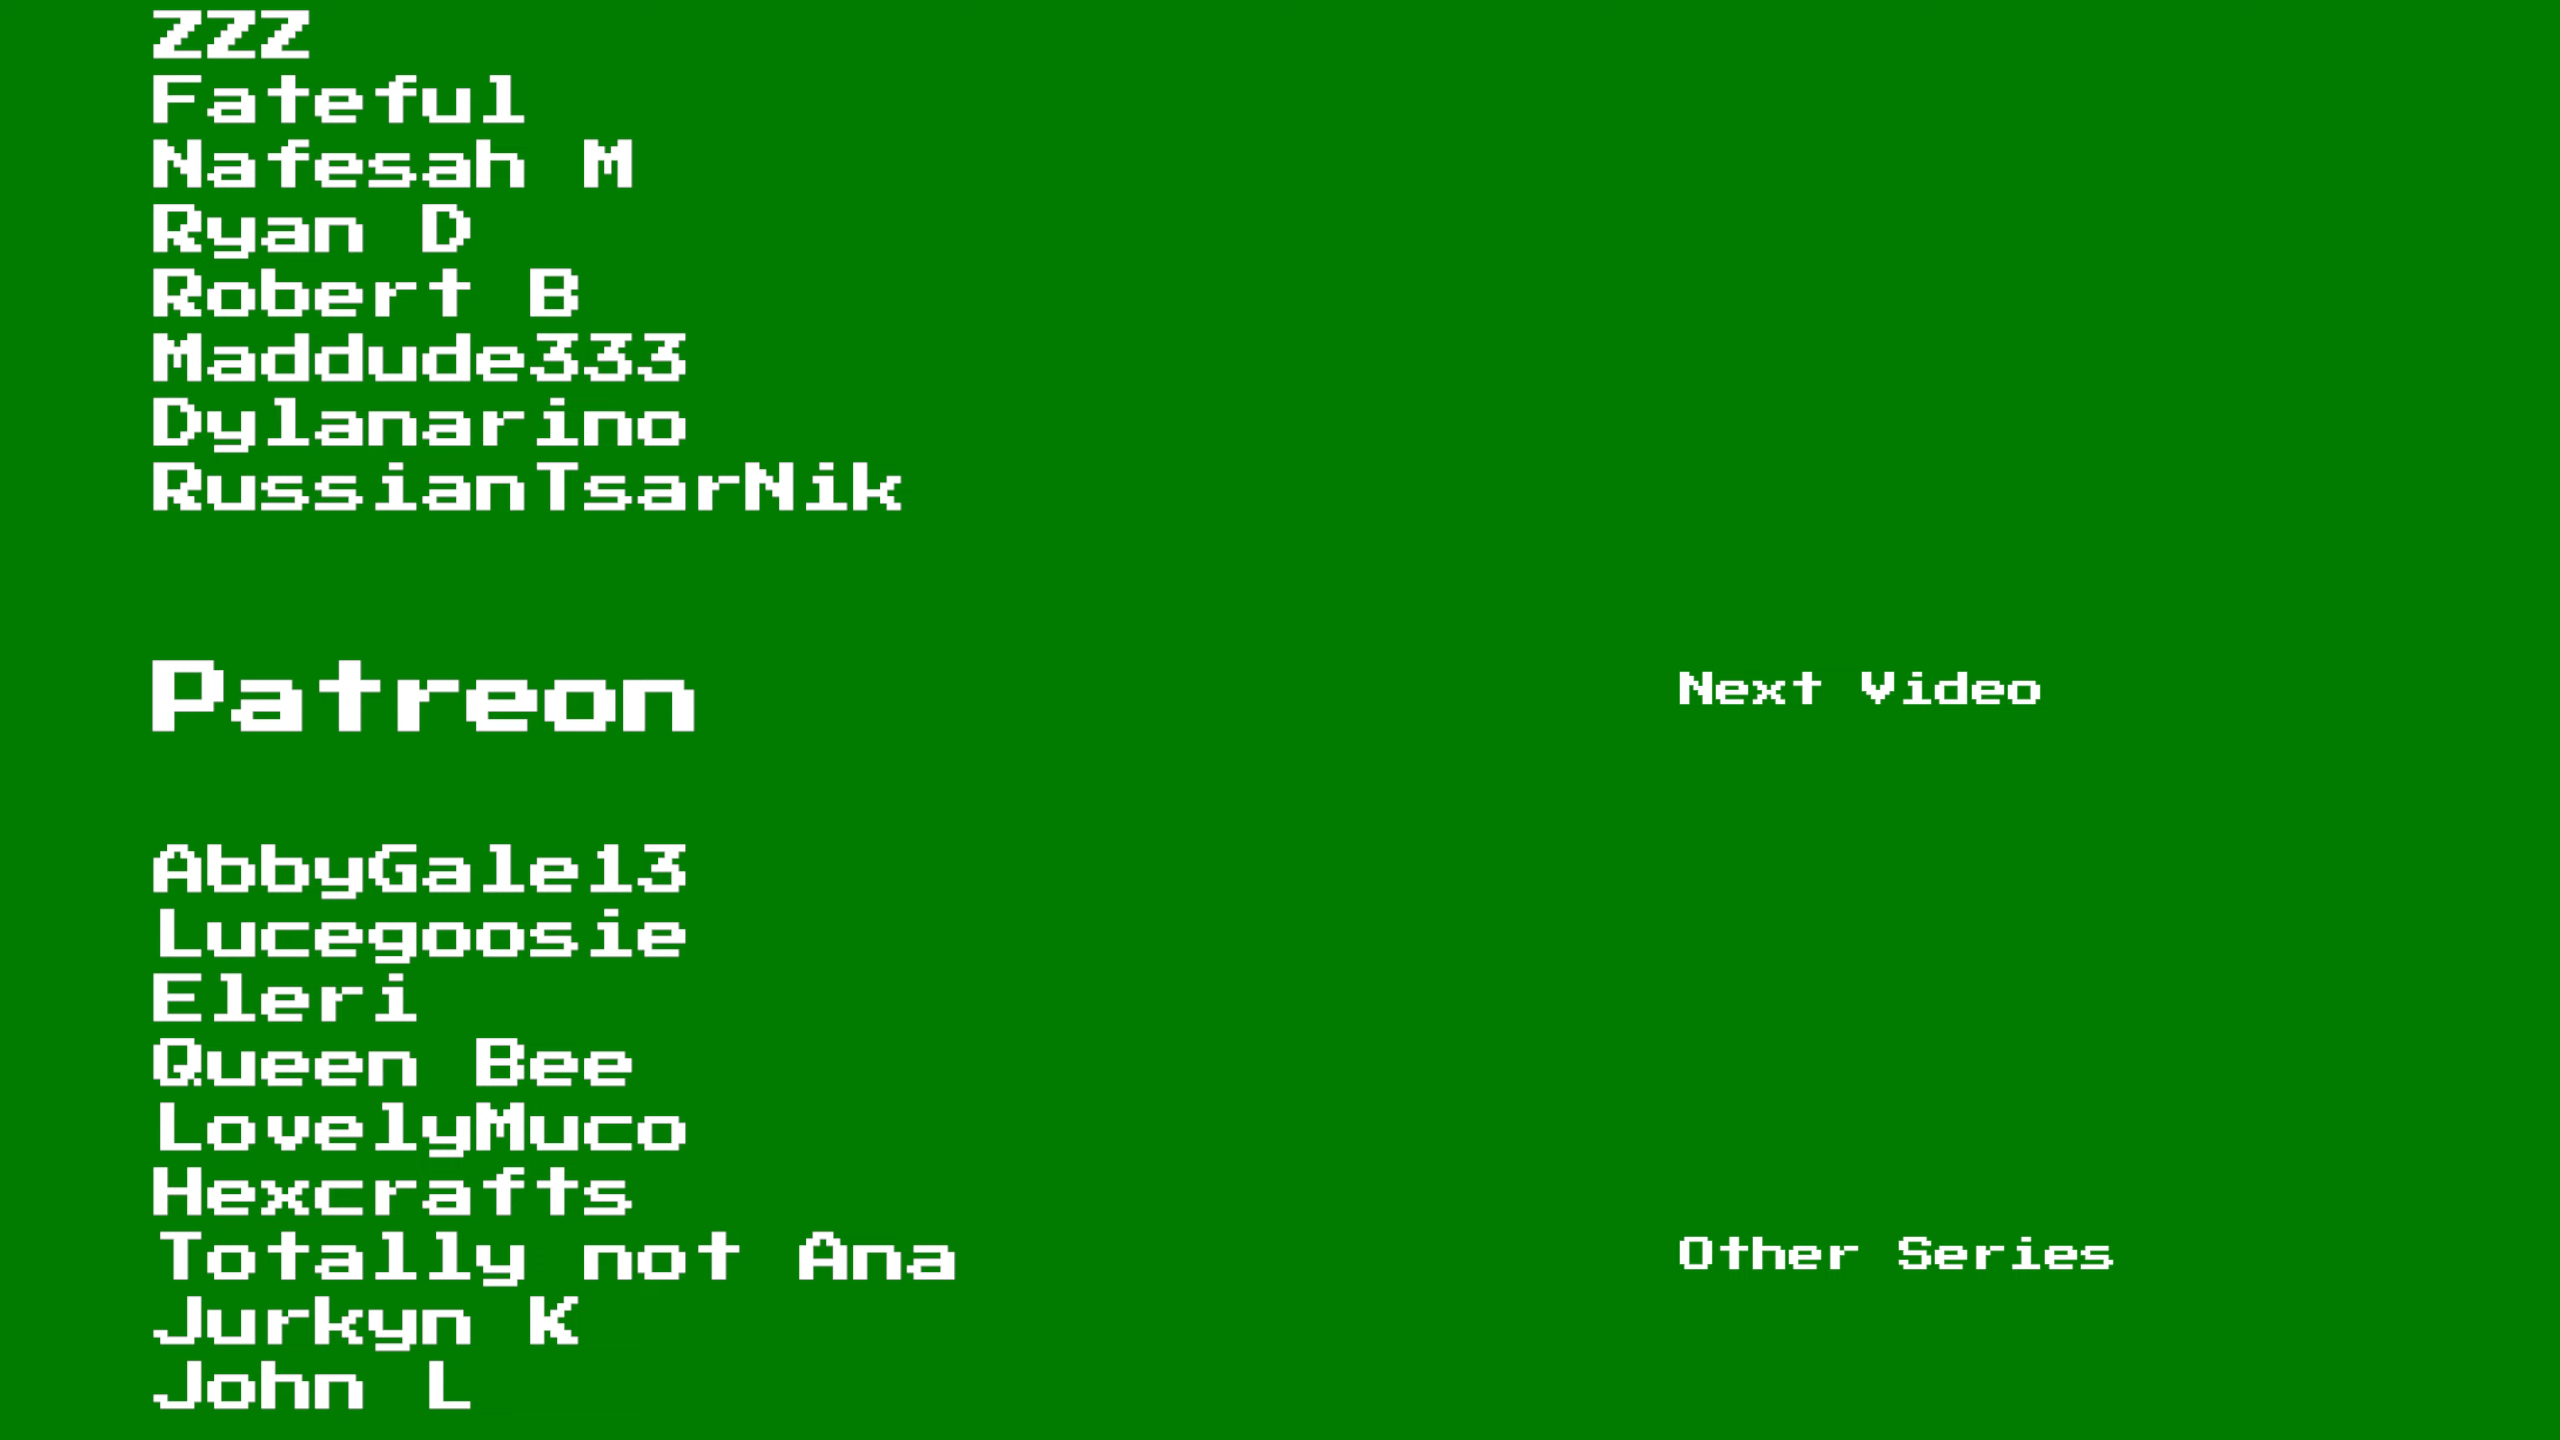 ZZZ
Fateful
Nafesah M
Ryan D
Robert B
Maddude333
Dylanarino
RussianTsarNik
Patreon
AbbyGale13
Lucegoosie
Eleri
Queen Bee
LovelyMuco
Hexcrafts
Totally not Ana
Jurkyn K
John L
Next Video
Other Series